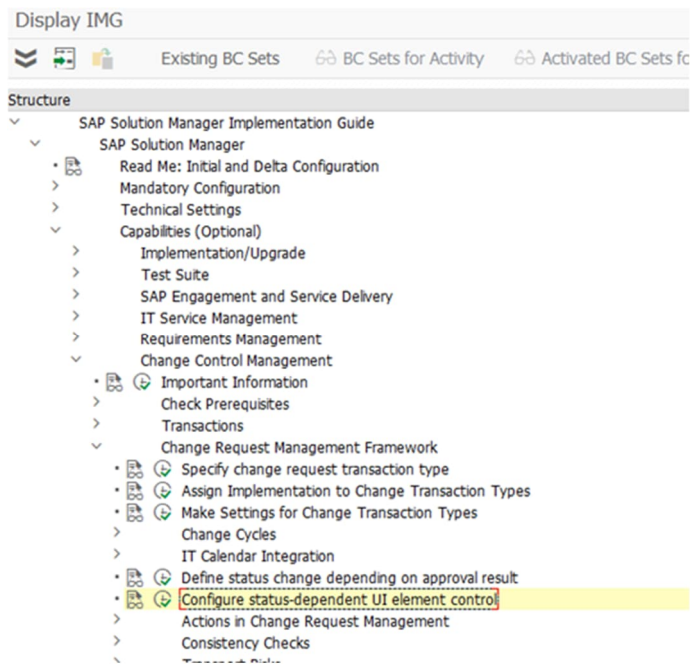 Display IMG
Existing BC Sets BC Sets for Activity Activated BC Sets fo
Structure
SAP Solution Manager Implementation Guide
SAP Solution Manager
Read Me: Initial and Delta Configuration
Mandatory Configuration
Technical Settings
Capabilities (Optional)
Implementation/Upgrade
Test Suite
SAP Engagement and Service Delivery
IT Service Management
Requirements Management
Change Control Management
Important Information
Check Prerequisites
Transactions
Change Request Management Framework
Specify change request transaction type
Assign Implementation to Change Transaction Types
Make Settings for Change Transaction Types
Change Cycles
IT Calendar Integration
Define status change depending on approval result
Configure status-dependent UI element control
Actions in Change Request Management
Consistency Checks
Transport Risks